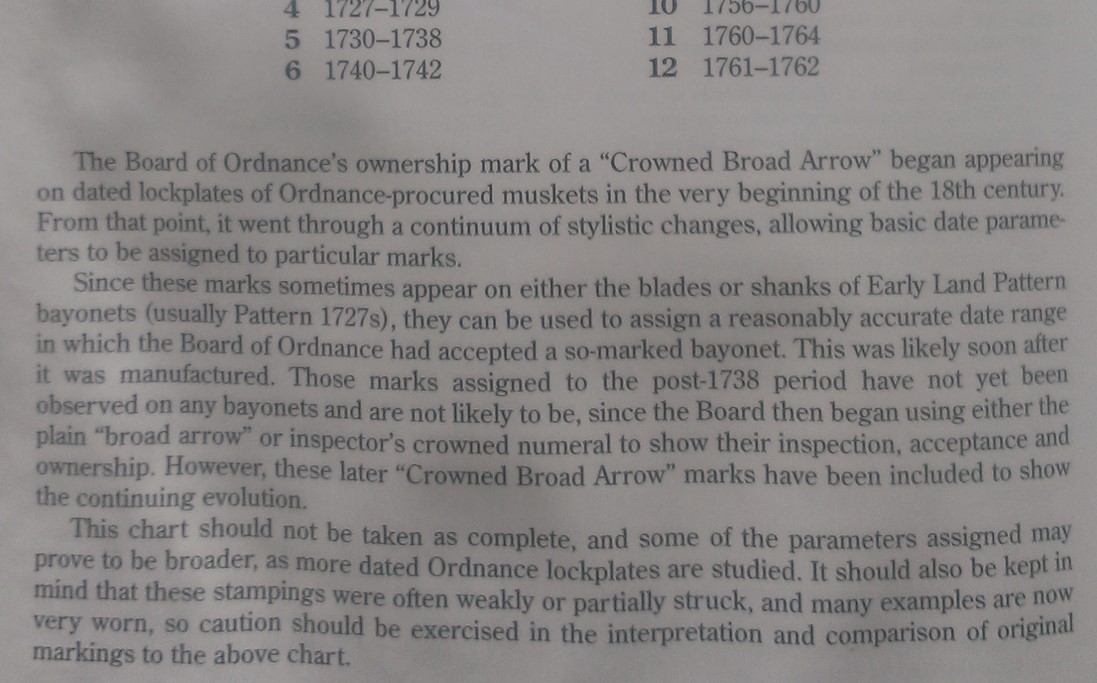 4 1727–1729 10 1756–1760
5 1730–1738 11 1760–1764
6 1740–1742 12 1761–1762
The Board of Ordnance's ownership mark of a “Crowned Broad Arrow” began appearing
on dated lockplates of Ordnance-procured muskets in the very beginning of the 18th century.
From that point, it went through a continuum of stylistic changes, allowing basic date parame-
ters to be assigned to particular marks.
Since these marks sometimes appear on either the blades or shanks of Early Land Pattern
bayonets (usually Pattern 1727s), they can be used to assign a reasonably accurate date range
in which the Board of Ordnance had accepted a so-marked bayonet. This was likely soon after
it was manufactured. Those marks assigned to the post-1738 period have not yet been
observed on any bayonets and are not likely to be, since the Board then began using either the
plain “broad arrow” or inspector's crowned numeral to show their inspection, acceptance and
ownership. However, these later “Crowned Broad Arrow” marks have been included to show
the continuing evolution.
This chart should not be taken as complete, and some of the parameters assigned may
prove to be broader, as more dated Ordnance lockplates are studied. It should also be kept in
mind that these stampings were often weakly or partially struck, and many examples are now
very worn, so caution should be exercised in the interpretation and comparison of original
markings to the above chart.